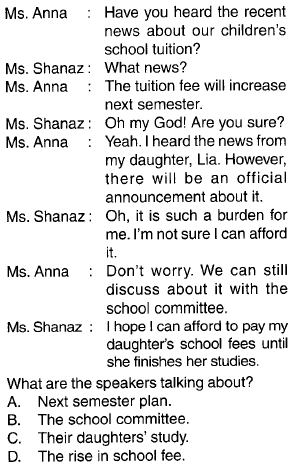 Ms. Anna : Have you heard the recent
news about our children's
school tuition?
Ms. Shanaz : What news?
Ms. Anna : The tuition fee will increase
next semester.
Ms. Shanaz : Oh my God! Are you sure?
Ms. Anna : Yeah. I heard the news from
my daughter, Lia. However,
there will be an official
announcement about it.
Ms. Shanaz : Oh, it is such a burden for
me. I'm not sure I can afford
it.
Ms. Anna : Don't worry. We can still
discuss about it with the
school committee.
Ms. Shanaz : I hope I can afford to pay my
daughter's school fees until
she finishes her studies.
What are the speakers talking about?
A. Next semester plan.
B. The school committee.
C. Their daughters' study.
D. The rise in school fee.